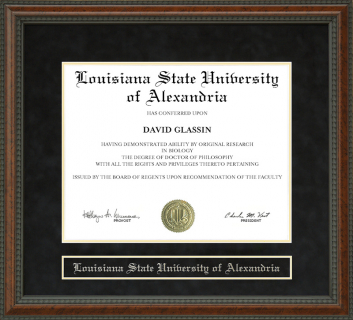 Louisiana State University
of Alexandria
HAS CONFERRED UPON
DAVID GLASSIN
HAVING DEMONSTRATED ABILITY BY ORIGINAL RESEARCH
IN BIOLOGY
THE DEGREE OF DOCTOR OF PHILOSOPHY
WITH ALL THE RIGHTS AND PRIVILEGES THERETO PERTAINING
ISSUED BY THE BOARD OF REGENTS UPON RECOMMENDATION OF THE FACULTY
PROVOST
PRESIDENT
Louisiana State University of Alexandria